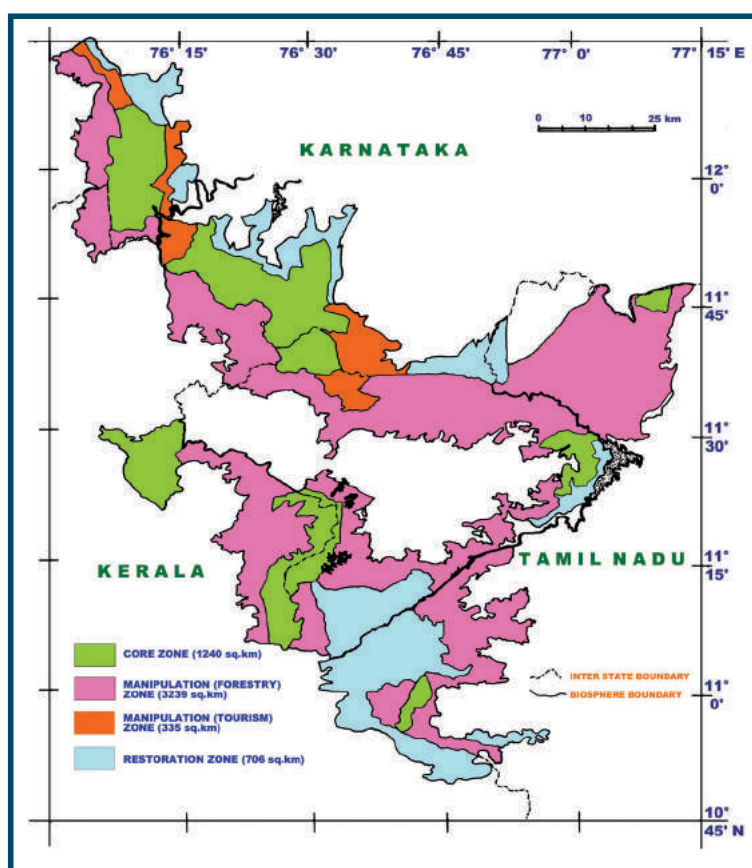 76° 15' 76° 30' 76° 45' 77° 0' 77° 15' E
0 10 25 km
KARNATAKA
12°
0'
11°
45'
11°
30'
KERALA
TAMIL NADU
11°
15'
CORE ZONE (1240 sq.km)
MANIPULATION (FORESTRY)
ZONE (3239 sq.km)
MANIPULATION (TOURISM)
ZONE (335 sq.km)
RESTORATION ZONE (706 sq.km)
INTER STATE BOUNDARY
BIOSPHERE BOUNDARY
11°
0'
10°
45' N